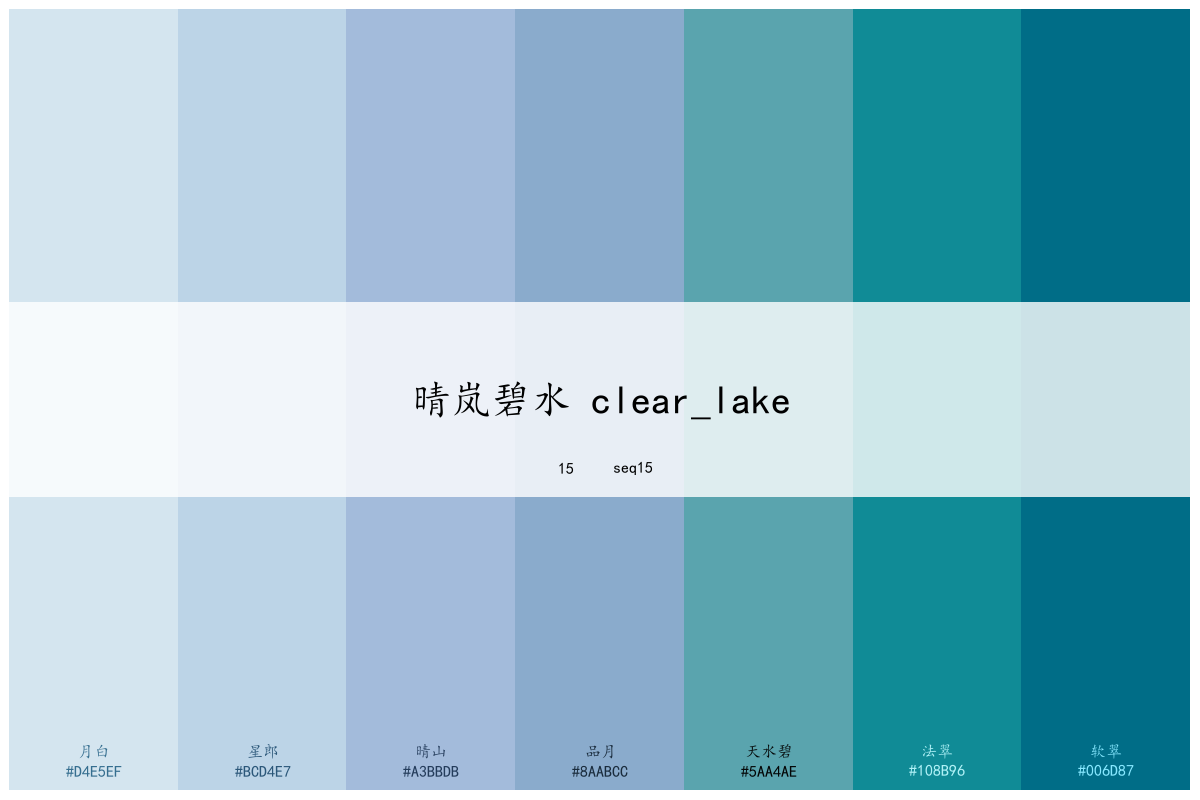 晴岚碧水 clear_lake
15 seq15
月白 星郎 晴山 品月 天水碧 法翠 软翠
#D4E5EF #BCD4E7 #A3BBDB #8AABCC #5AA4AE #108B96 #006D87